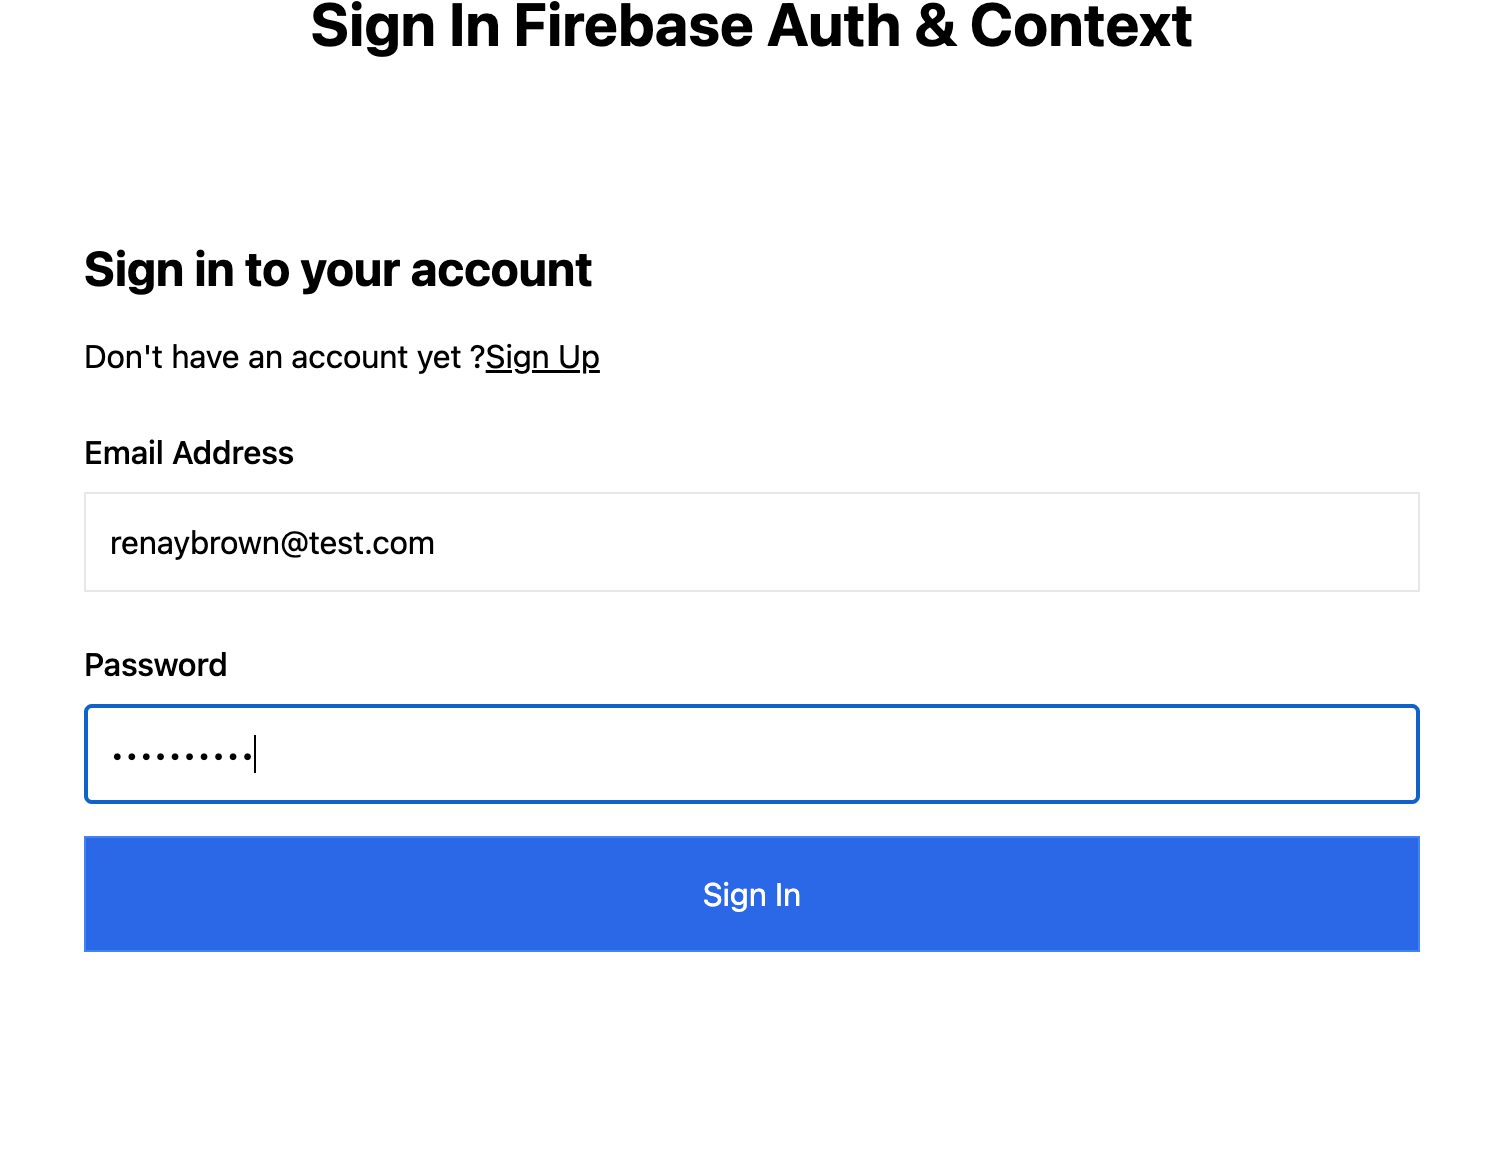 Sign In Firebase Auth & Context
Sign in to your account
Don't have an account yet ?Sign Up
Email Address
renaybrown@test.com
Password
••••••••••
Sign In